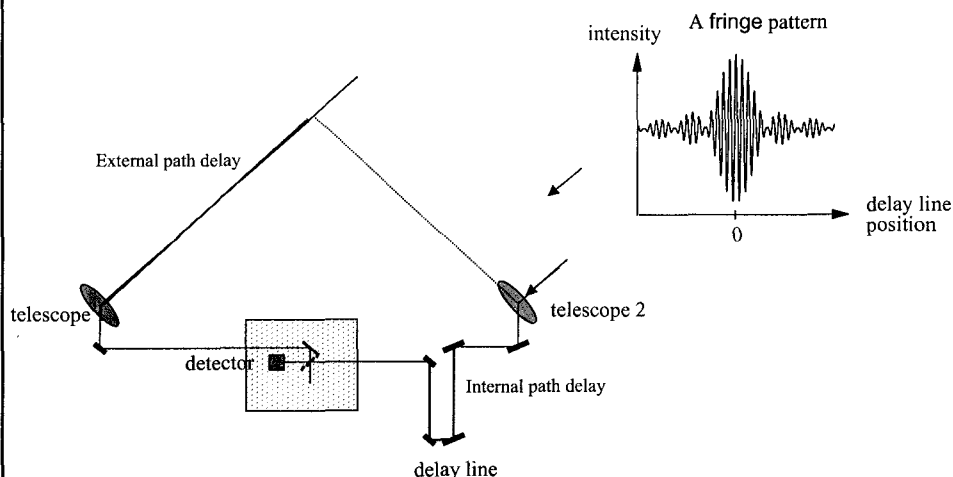 A fringe pattern
intensity
External path delay
delay line
position
0
telescope
telescope 2
detector
Internal path delay
delay line